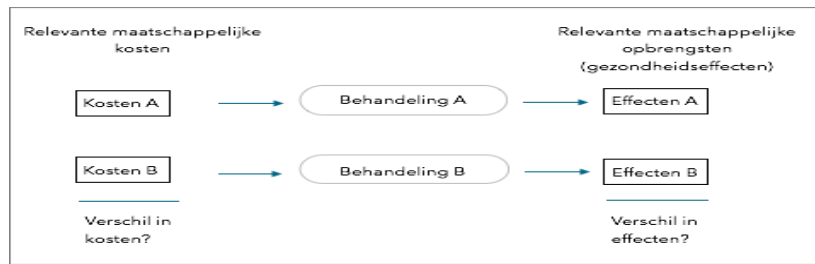 Relevante maatschappelijke
kosten
Relevante maatschappelijke
opbrengsten
(gezondheidseffecten)
Kosten A
Behandeling A
Effecten A
Kosten B
Behandeling B
Effecten B
Verschil in
kosten?
Verschil in
effecten?